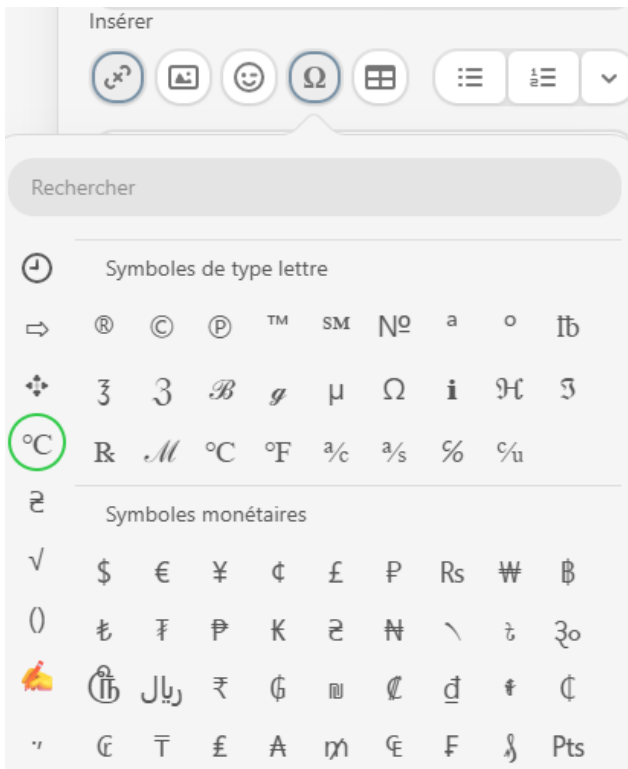 Insérer
Rechercher
Symboles de type lettre
® © ℗ ™ ℠ № ª º ℔
ℨ ℬ ℊ µ Ω ℹ ℋ ℑ
℞ ℳ ℃ ℉ ℀ ℁ ℅ ℆
℃
Symboles monétaires
$ € ¥ ¢ £ ₽ ₨ ₩ ฿
₺ ₮ ₱ ₭ ₴ ₦
௹ ﷼ ₹ ₲ ₪ ₡ ₫ ₵
₢ ₸ ₤ ₳ ₥ ₠ ₣ ₰ ₧
₴
√
()